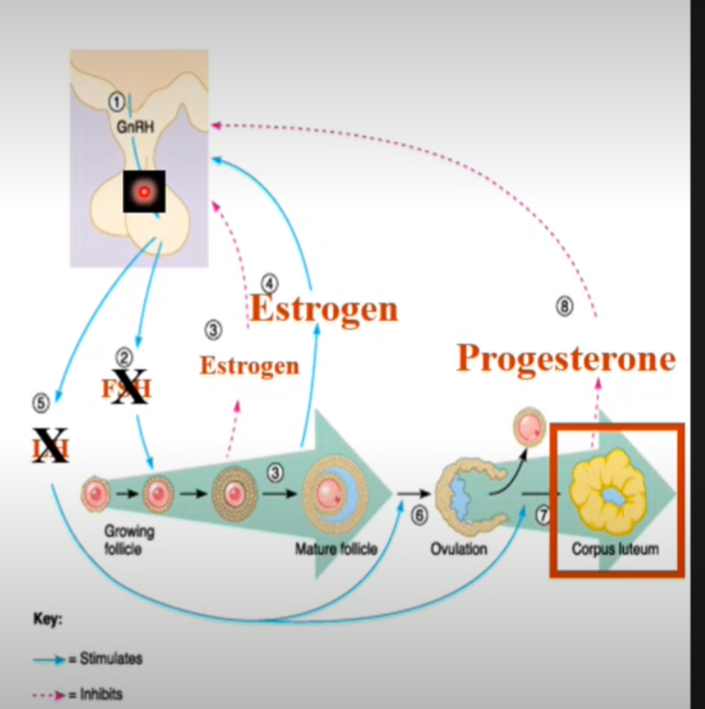 ①
GnRH
④
Estrogen
⑧
③
Estrogen
Progesterone
②
FSH
⑤
LH
③
⑥
⑦
Growing
follicle
Mature follicle
Ovulation
Corpus luteum
Key:
= Stimulates
= Inhibits